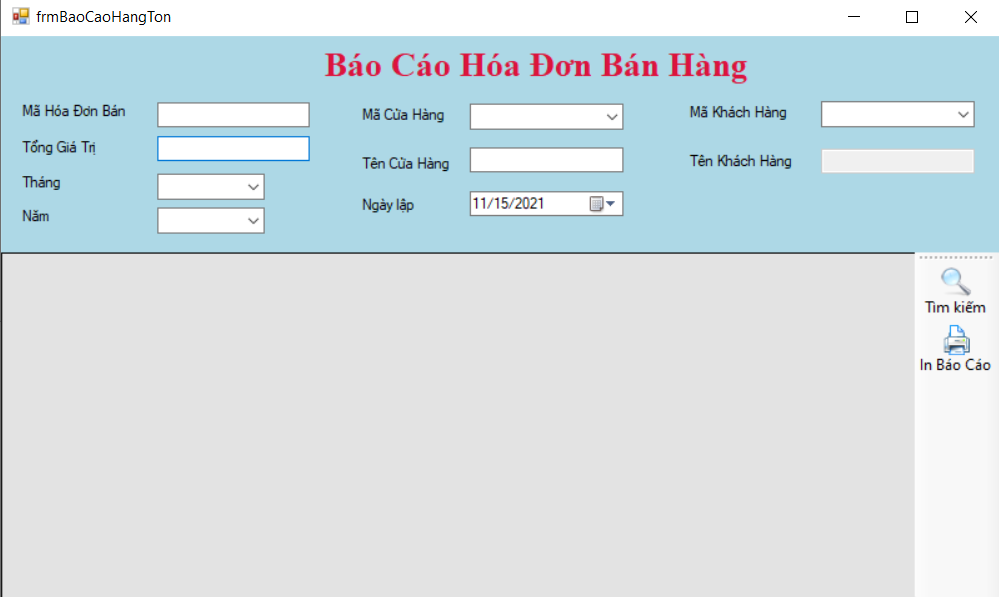 frmBaoCaoHangTon
Báo Cáo Hóa Đơn Bán Hàng
Mã Hóa Đơn Bán
Mã Cửa Hàng
Mã Khách Hàng
Tổng Giá Trị
Tên Cửa Hàng
Tên Khách Hàng
Tháng
Ngày lập
11/15/2021
Năm
Tìm kiếm
In Báo Cáo